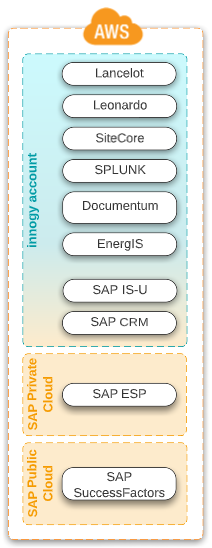 AWS
innogy account
Lancelot
Leonardo
SiteCore
SPLUNK
Documentum
EnergIS
SAP IS-U
SAP CRM
SAP Private
Cloud
SAP ESP
SAP Public
Cloud
SAP
SuccessFactors